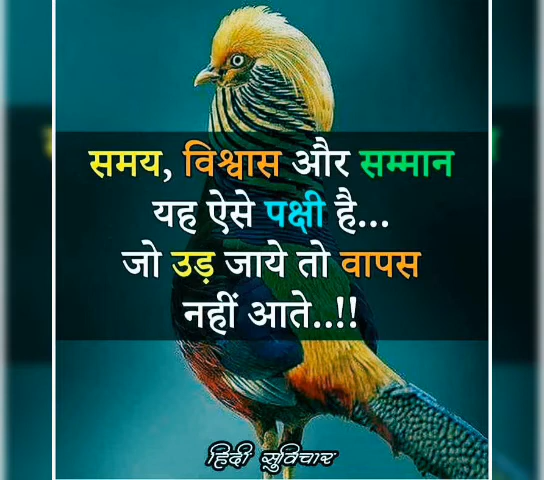 समय, विश्वास और सम्मान
यह ऐसे पक्षी है...
जो उड़ जाये तो वापस
नहीं आते..!!
हिंदी सुविचार